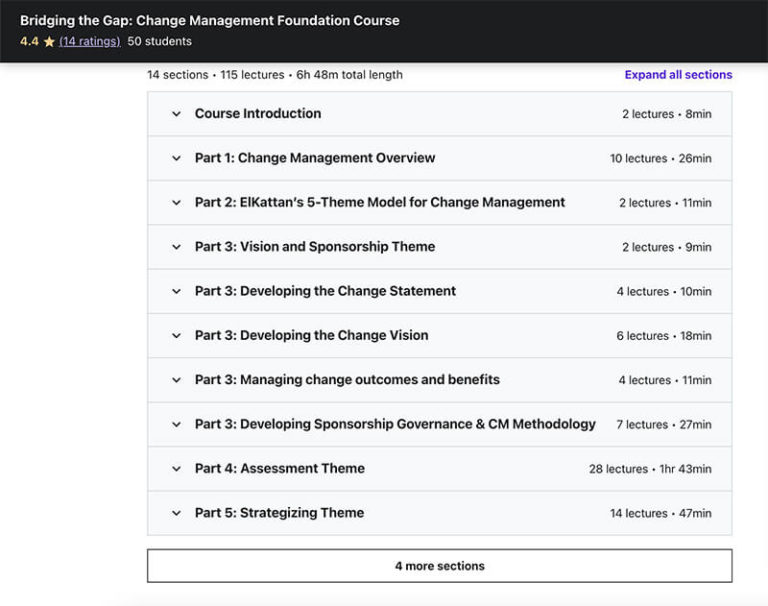 Bridging the Gap: Change Management Foundation Course
4.4 ★ (14 ratings) 50 students
14 sections • 115 lectures • 6h 48m total length Expand all sections
Course Introduction 2 lectures • 8min
Part 1: Change Management Overview 10 lectures • 26min
Part 2: ElKattan's 5-Theme Model for Change Management 2 lectures • 11min
Part 3: Vision and Sponsorship Theme 2 lectures • 9min
Part 3: Developing the Change Statement 4 lectures • 10min
Part 3: Developing the Change Vision 6 lectures • 18min
Part 3: Managing change outcomes and benefits 4 lectures • 11min
Part 3: Developing Sponsorship Governance & CM Methodology 7 lectures • 27min
Part 4: Assessment Theme 28 lectures • 1hr 43min
Part 5: Strategizing Theme 14 lectures • 47min
4 more sections